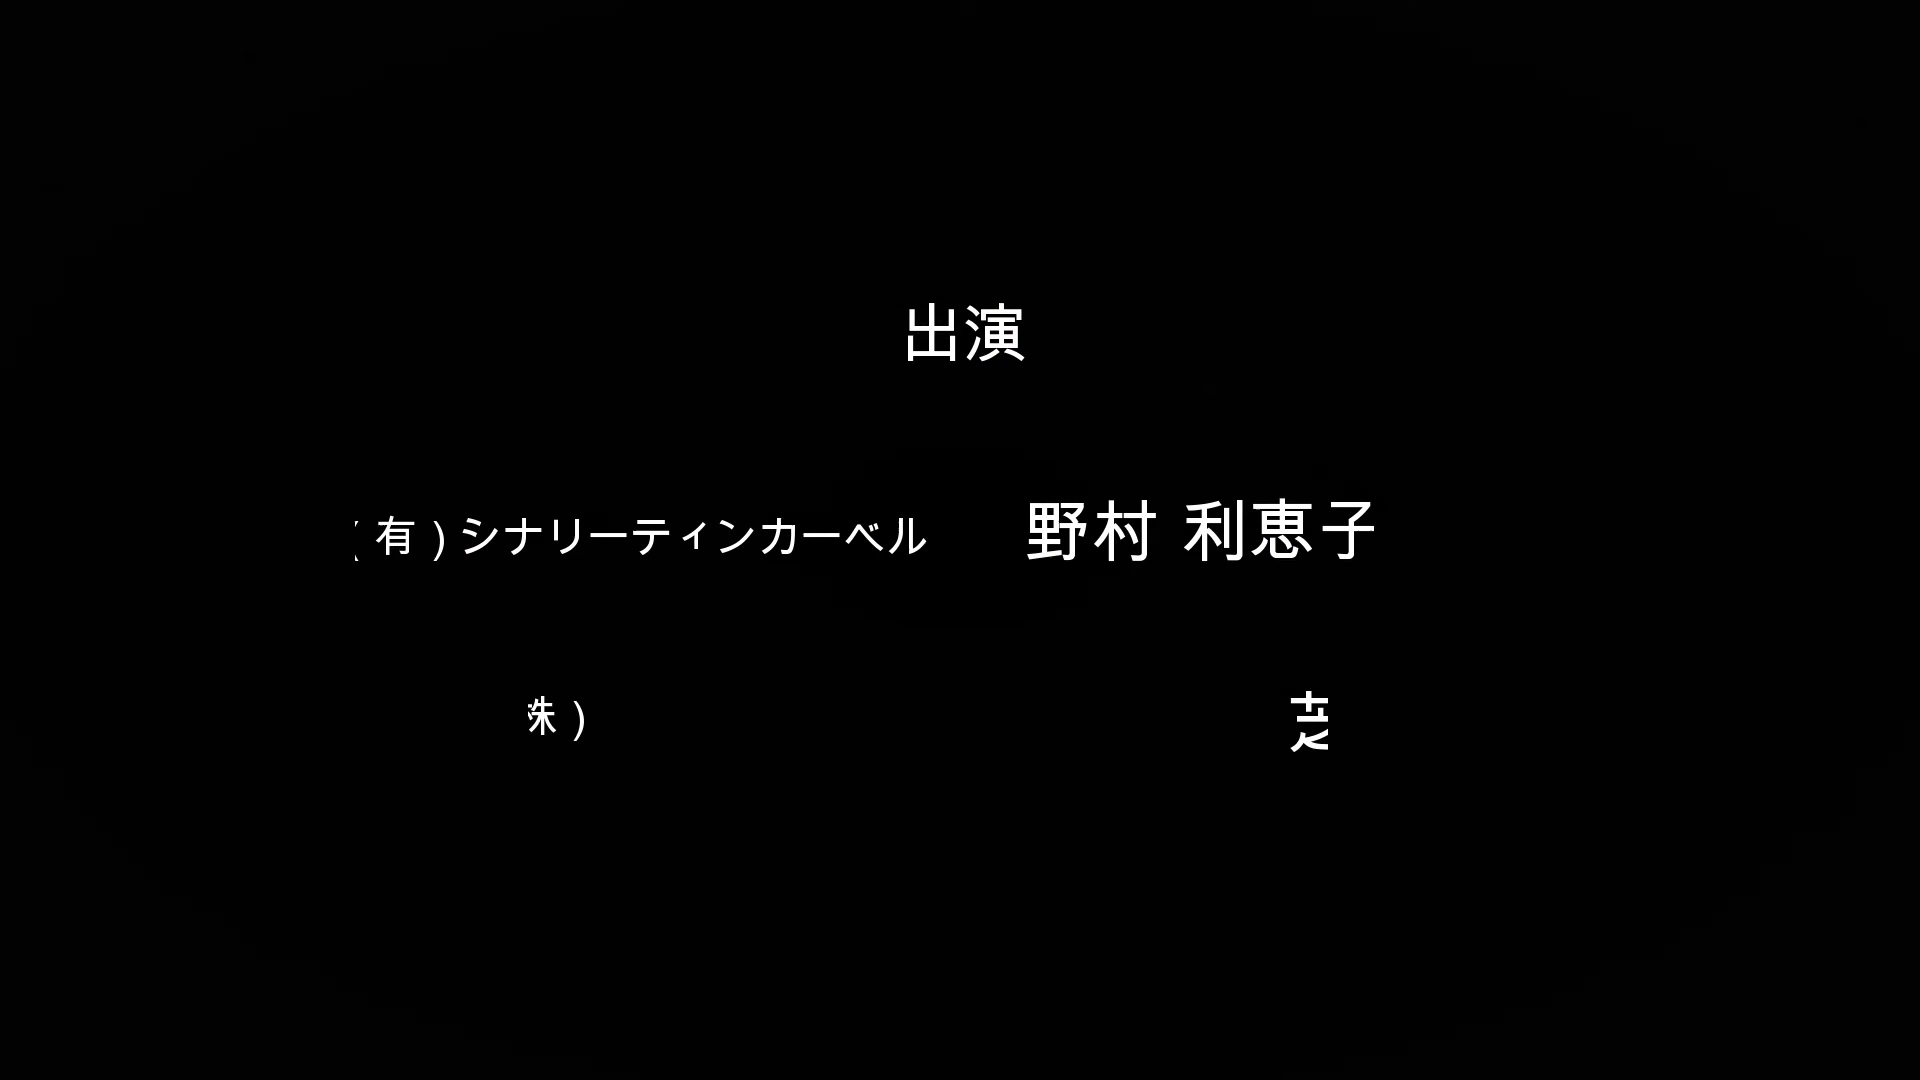 出演
(有)シナリーティンカーベル 野村 利恵子
株)